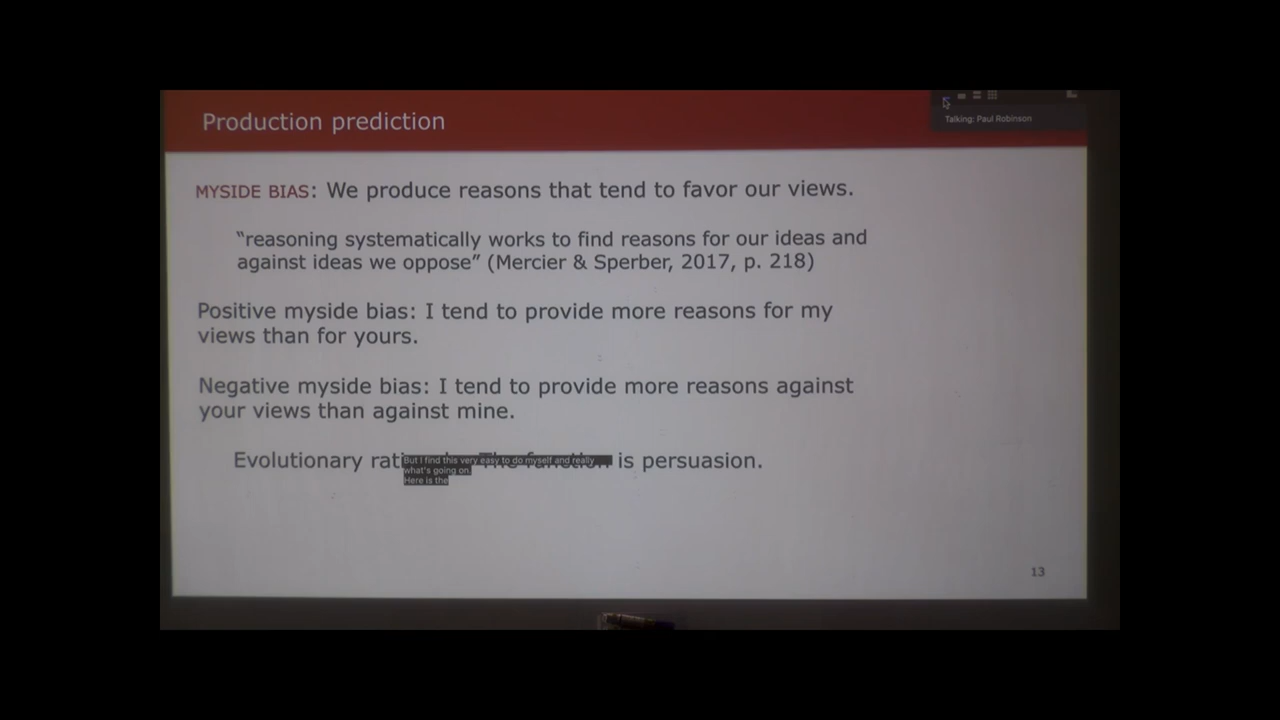 Production prediction
Talking: Paul Robinson
MYSIDE BIAS: We produce reasons that tend to favor our views.
“reasoning systematically works to find reasons for our ideas and
against ideas we oppose” (Mercier & Sperber, 2017, p. 218)
Positive myside bias: I tend to provide more reasons for my
views than for yours.
Negative myside bias: I tend to provide more reasons against
your views than against mine.
Evolutionary The function is persuasion.
But I find this very easy to do myself and really
what's going on.
Here is the
13